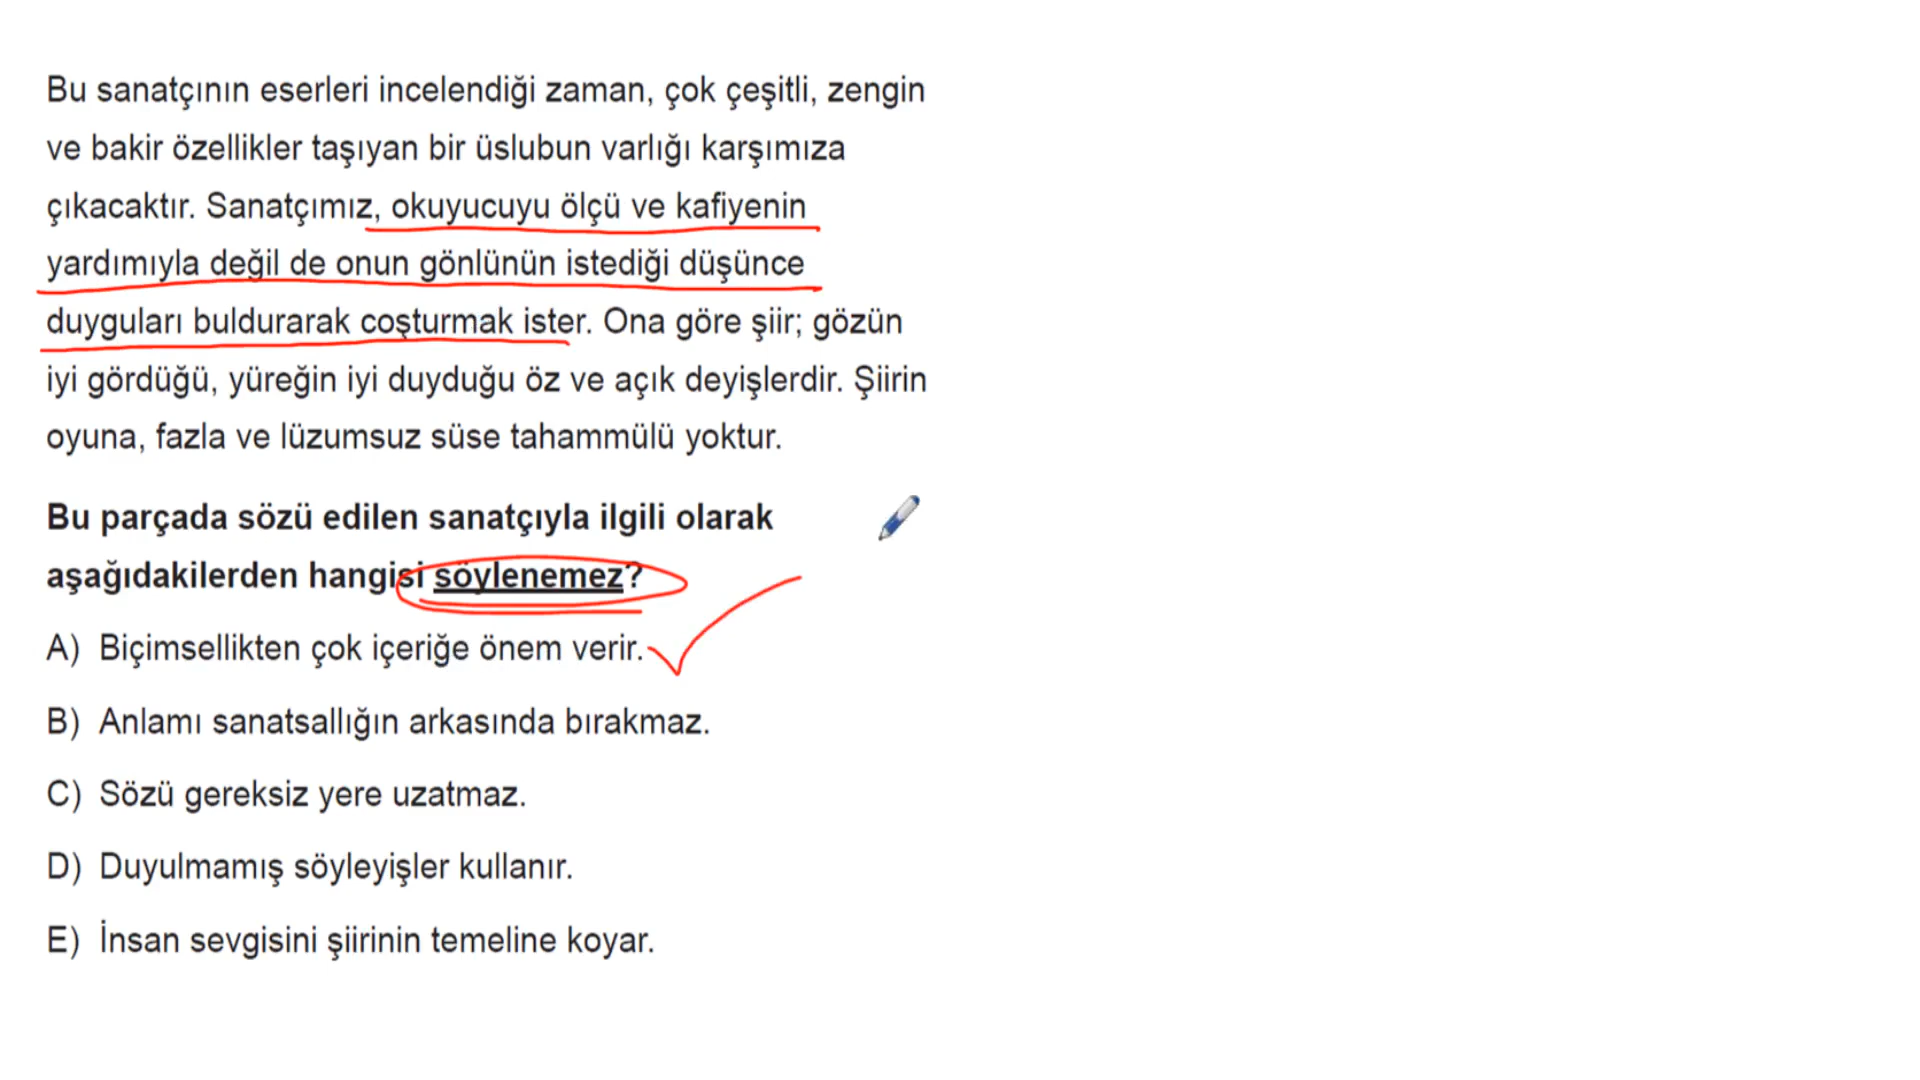 Bu sanatçının eserleri incelendiği zaman, çok çeşitli, zengin
ve bakir özellikler taşıyan bir üslubun varlığı karşımıza
çıkacaktır. Sanatçımız, okuyucuyu ölçü ve kafiyenin
yardımıyla değil de onun gönlünün istediği düşünce
duyguları buldurarak coşturmak ister. Ona göre şiir; gözün
iyi gördüğü, yüreğin iyi duyduğu öz ve açık deyişlerdir. Şiirin
oyuna, fazla ve lüzumsuz süse tahammülü yoktur.
Bu parçada sözü edilen sanatçıyla ilgili olarak
aşağıdakilerden hangisi söylenemez?
A) Biçimsellikten çok içeriğe önem verir.
B) Anlamı sanatsallığın arkasında bırakmaz.
C) Sözü gereksiz yere uzatmaz.
D) Duyulmamış söyleyişler kullanır.
E) İnsan sevgisini şiirinin temeline koyar.